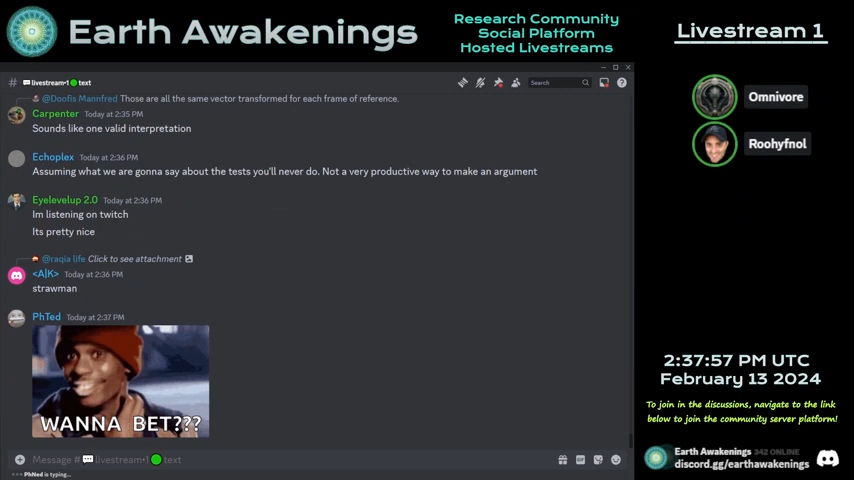 Earth Awakenings
Research Community
Social Platform
Hosted Livestreams
Livestream 1
# livestream•1 text
Search
@Doofis Mannfred Those are all the same vector transformed for each frame of reference.
Carpenter Today at 2:35 PM
Sounds like one valid interpretation
Echoplex Today at 2:36 PM
Assuming what we are gonna say about the tests you'll never do. Not a very productive way to make an argument
Eyelevelup 2.0 Today at 2:36 PM
Im listening on twitch
Its pretty nice
@raqia life Click to see attachment
<A|K> Today at 2:36 PM
strawman
PhTed Today at 2:37 PM
WANNA BET???
Message # livestream•1 text
PhNed is typing...
Omnivore
Roohyfnol
2:37:57 PM UTC
February 13 2024
To join in the discussions, navigate to the link
below to join the community server platform!
Earth Awakenings 342 ONLINE
discord.gg/earthawakenings